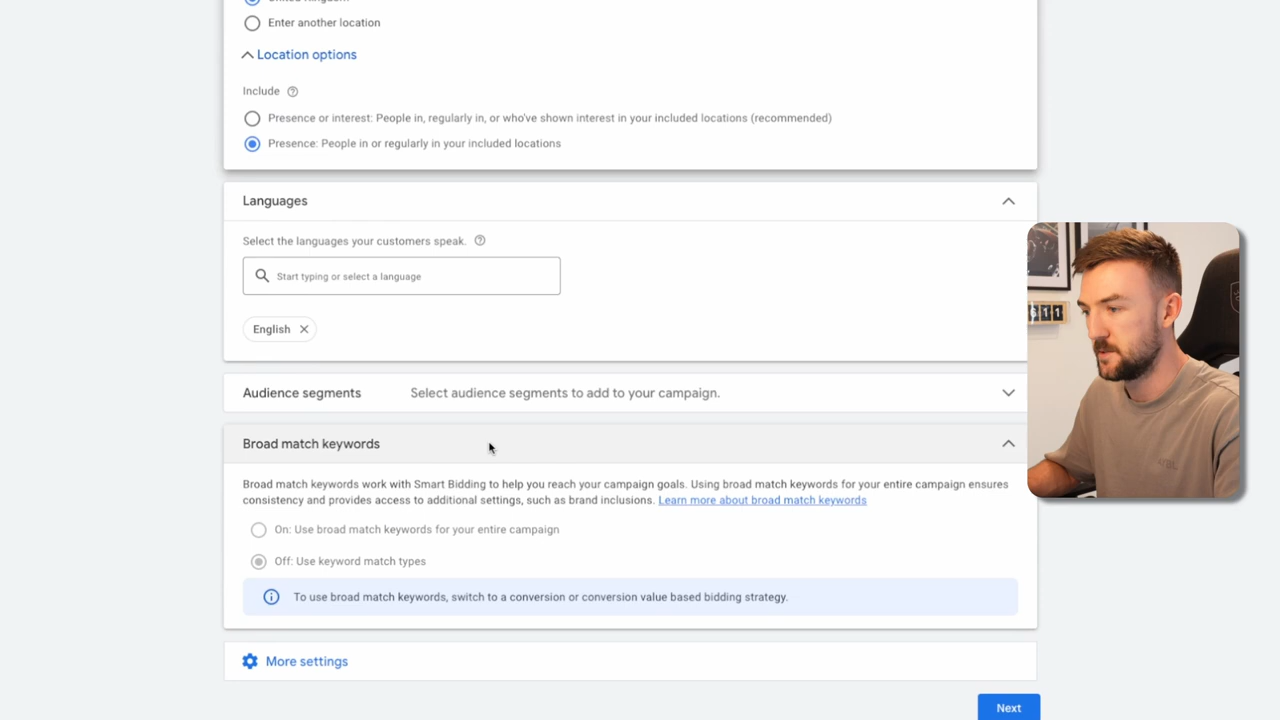 United Kingdom
Enter another location
Location options
Include
Presence or interest: People in, regularly in, or who've shown interest in your included locations (recommended)
Presence: People in or regularly in your included locations
Languages
Select the languages your customers speak.
Start typing or select a language
English
Audience segments Select audience segments to add to your campaign.
Broad match keywords
Broad match keywords work with Smart Bidding to help you reach your campaign goals. Using broad match keywords for your entire campaign ensures
consistency and provides access to additional settings, such as brand inclusions. Learn more about broad match keywords
On: Use broad match keywords for your entire campaign
Off: Use keyword match types
To use broad match keywords, switch to a conversion or conversion value based bidding strategy.
More settings
Next